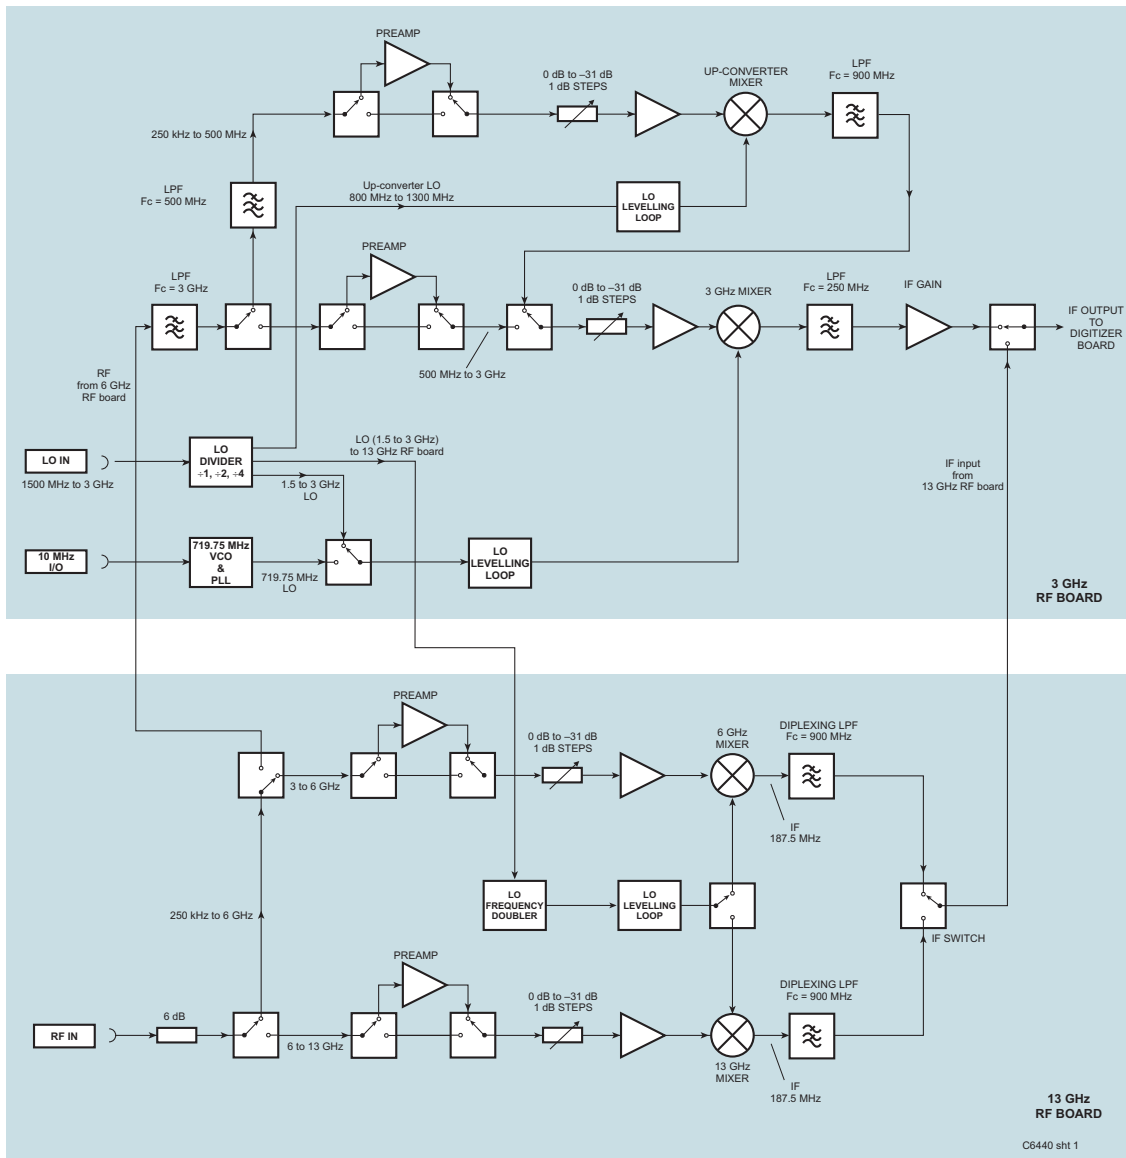 PREAMP
0 dB to –31 dB
1 dB STEPS
UP-CONVERTER
MIXER
LPF
Fc = 900 MHz
250 kHz to 500 MHz
LPF
Fc = 500 MHz
Up-converter LO
800 MHz to 1300 MHz
LO
LEVELLING
LOOP
PREAMP
LPF
Fc = 3 GHz
0 dB to –31 dB
1 dB STEPS
3 GHz MIXER
LPF
Fc = 250 MHz
IF GAIN
IF OUTPUT
TO
DIGITIZER
BOARD
500 MHz to 3 GHz
RF
from 6 GHz
RF board
LO IN
1500 MHz to 3 GHz
LO
DIVIDER
÷1, ÷2, ÷4
LO (1.5 to 3 GHz)
to 13 GHz RF board
1.5 to 3 GHz
LO
IF input
from
13 GHz RF board
10 MHz
I/O
719.75 MHz
VCO
&
PLL
719.75 MHz
LO
LO
LEVELLING
LOOP
3 GHz
RF BOARD
PREAMP
0 dB to –31 dB
1 dB STEPS
6 GHz
MIXER
DIPLEXING LPF
Fc = 900 MHz
3 to 6 GHz
IF
187.5 MHz
LO
FREQUENCY
DOUBLER
LO
LEVELLING
LOOP
250 kHz to 6 GHz
IF SWITCH
PREAMP
0 dB to –31 dB
1 dB STEPS
DIPLEXING LPF
Fc = 900 MHz
RF IN
6 dB
6 to 13 GHz
13 GHz
MIXER
IF
187.5 MHz
13 GHz
RF BOARD
C6440 sht 1